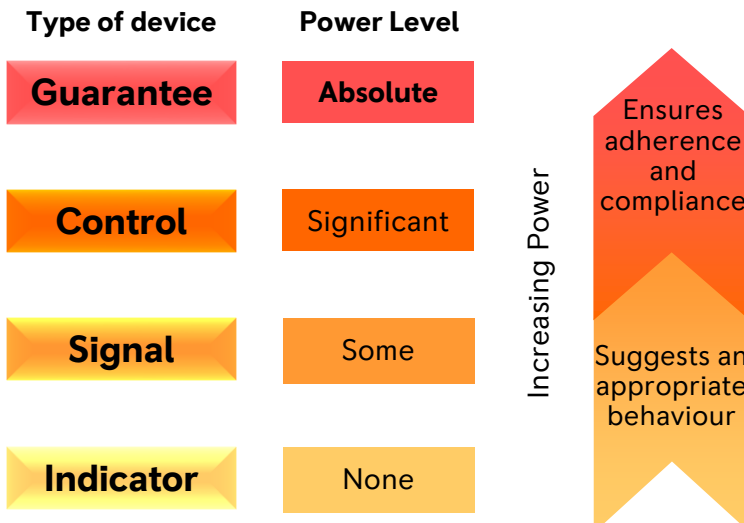 Type of device
Power Level
Guarantee
Absolute
Control
Significant
Signal
Some
Indicator
None
Increasing Power
Ensures
adherence
and
compliance
Suggests an
appropriate
behaviour